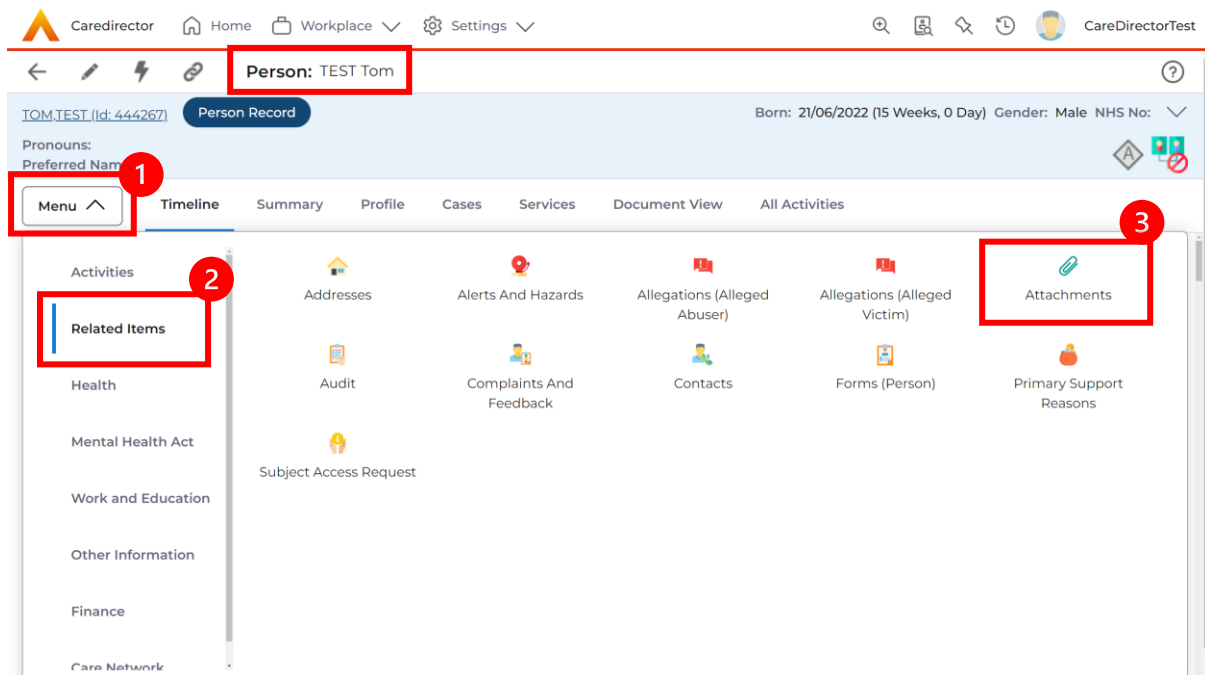 Caredirector Home Workplace Settings CareDirectorTest
Person: TEST Tom
TOM,TEST (Id: 444267) Person Record Born: 21/06/2022 (15 Weeks, 0 Day) Gender: Male NHS No:
Pronouns:
A
Preferred Nam
1
Menu Timeline Summary Profile Cases Services Document View All Activities
3
Activities
2
Addresses Alerts And Hazards Allegations (Alleged Allegations (Alleged Attachments
Abuser) Victim)
Related Items
Audit Complaints And Contacts Forms (Person) Primary Support
Feedback Reasons
Health
Mental Health Act
Subject Access Request
Work and Education
Other Information
Finance
Care Network